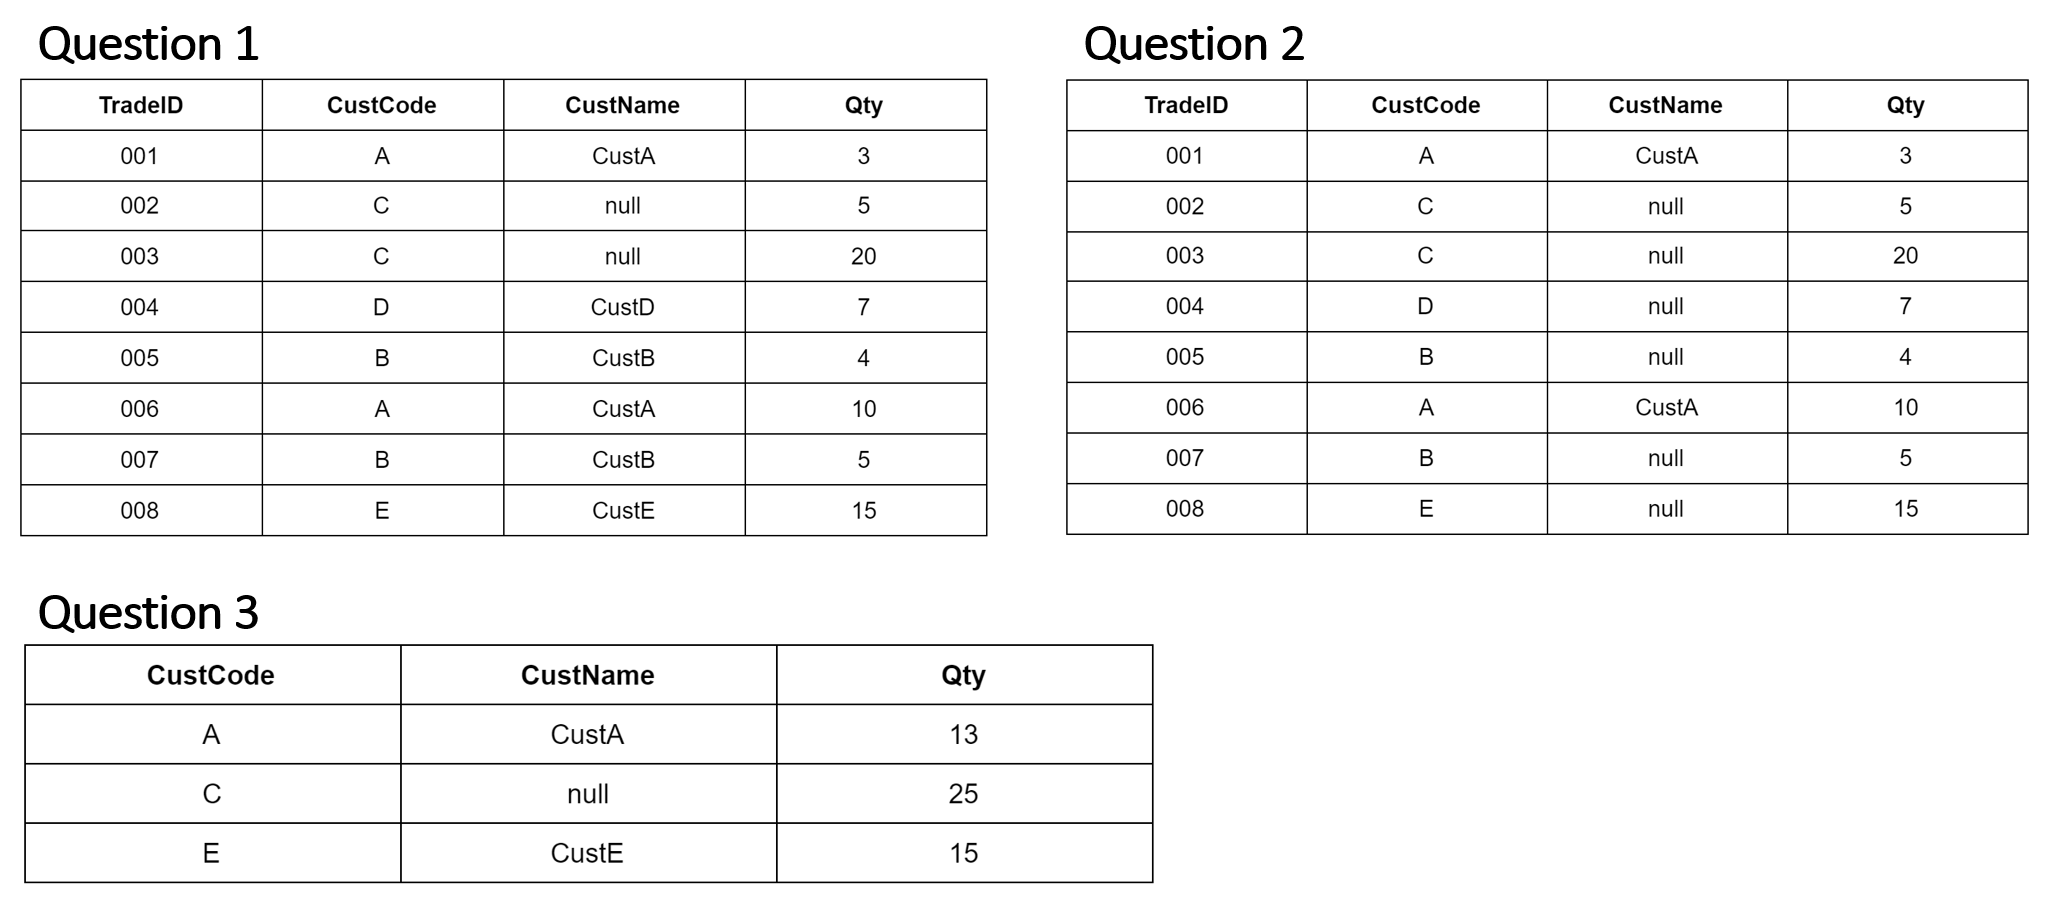 Question 1
TradeID CustCode CustName Qty
001 A CustA 3
002 C null 5
003 C null 20
004 D CustD 7
005 B CustB 4
006 A CustA 10
007 B CustB 5
008 E CustE 15
Question 2
TradeID CustCode CustName Qty
001 A CustA 3
002 C null 5
003 C null 20
004 D null 7
005 B null 4
006 A CustA 10
007 B null 5
008 E null 15
Question 3
CustCode CustName Qty
A CustA 13
C null 25
E CustE 15